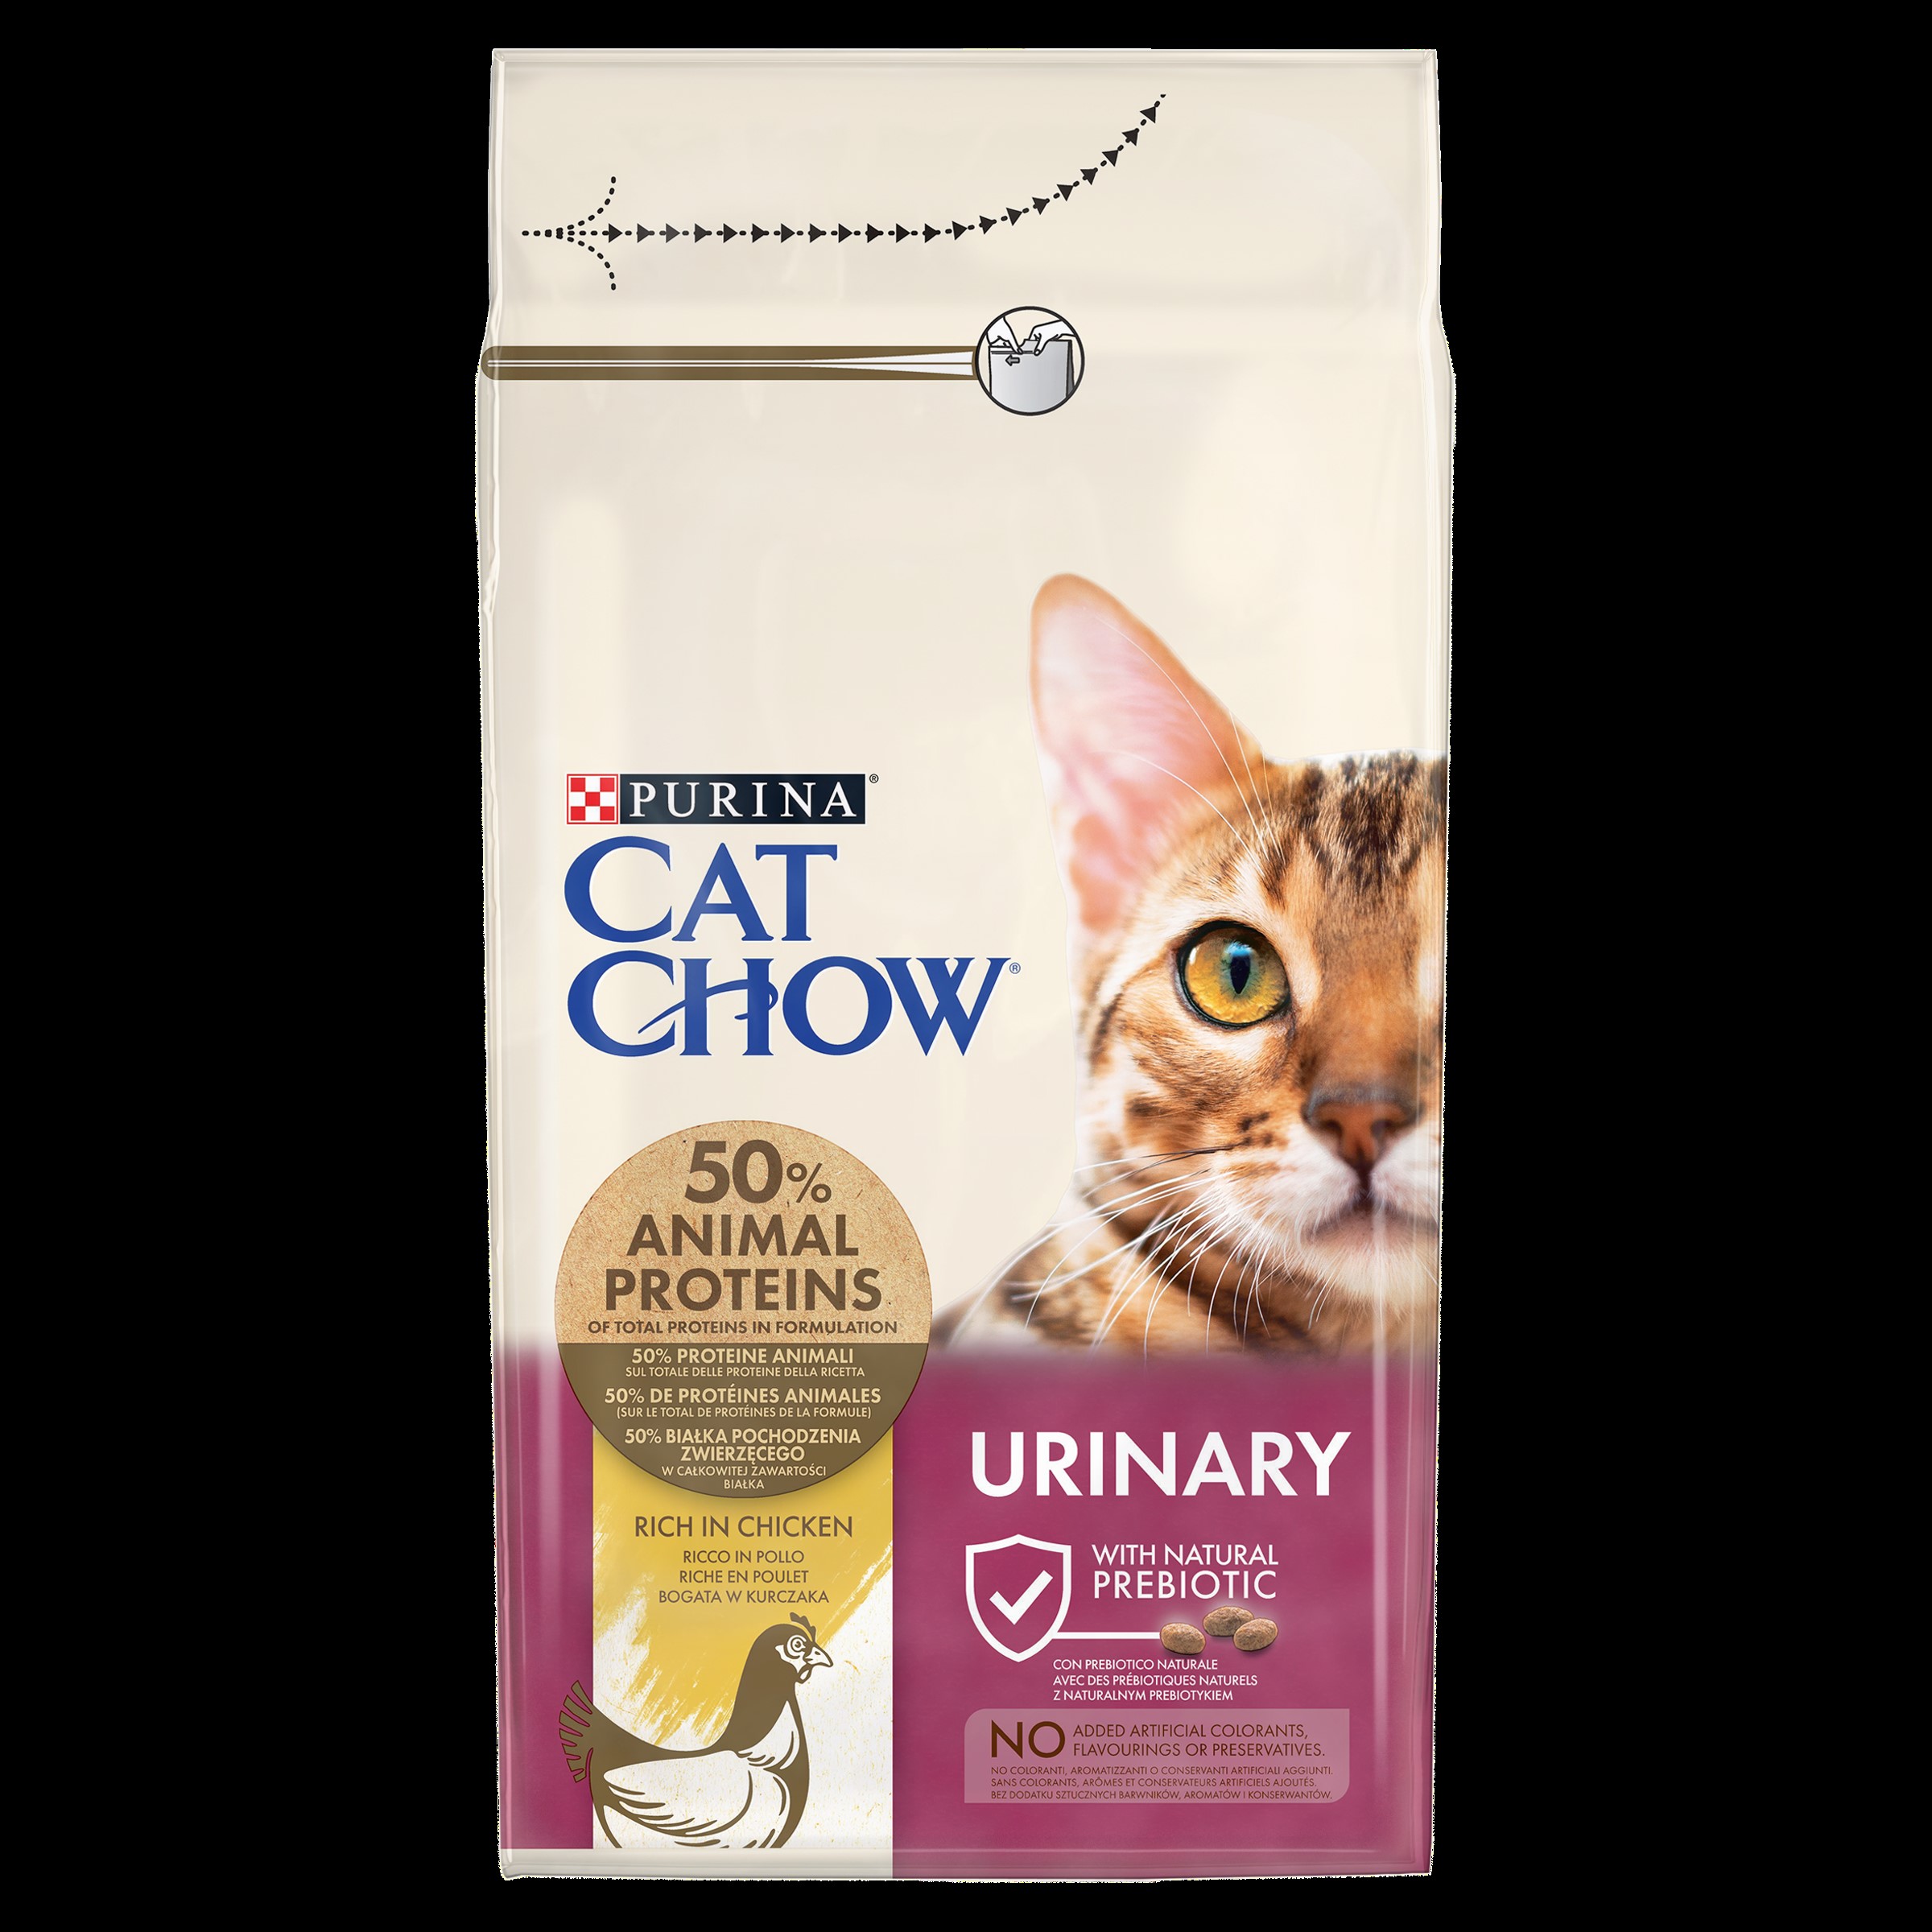 PURINA®
CAT
CHOW®
50%
ANIMAL
PROTEINS
OF TOTAL PROTEINS IN FORMULATION
50% PROTEINE ANIMALI
SUL TOTALE DELLE PROTEINE DELLA RICETTA
50% DE PROTÉINES ANIMALES
(SUR LE TOTAL DE PROTÉINES DE LA FORMULE)
50% BIAŁKA POCHODZENIA
ZWIERZĘCEGO
W CAŁKOWITEJ ZAWARTOŚCI
BIAŁKA
RICH IN CHICKEN
RICCO IN POLLO
RICHE EN POULET
BOGATA W KURCZAKA
URINARY
WITH NATURAL
PREBIOTIC
CON PREBIOTICO NATURALE
AVEC DES PRÉBIOTIQUES NATURELS
Z NATURALNYM PREBIOTYKIEM
NO ADDED ARTIFICIAL COLORANTS,
FLAVOURINGS OR PRESERVATIVES.
NO COLORANTI, AROMATIZZANTI O CONSERVANTI ARTIFICIALI AGGIUNTI.
SANS COLORANTS, ARÔMES ET CONSERVATEURS ARTIFICIELS AJOUTÉS.
BEZ DODATKU SZTUCZNYCH BARWNIKÓW, AROMATÓW I KONSERWANTÓW.